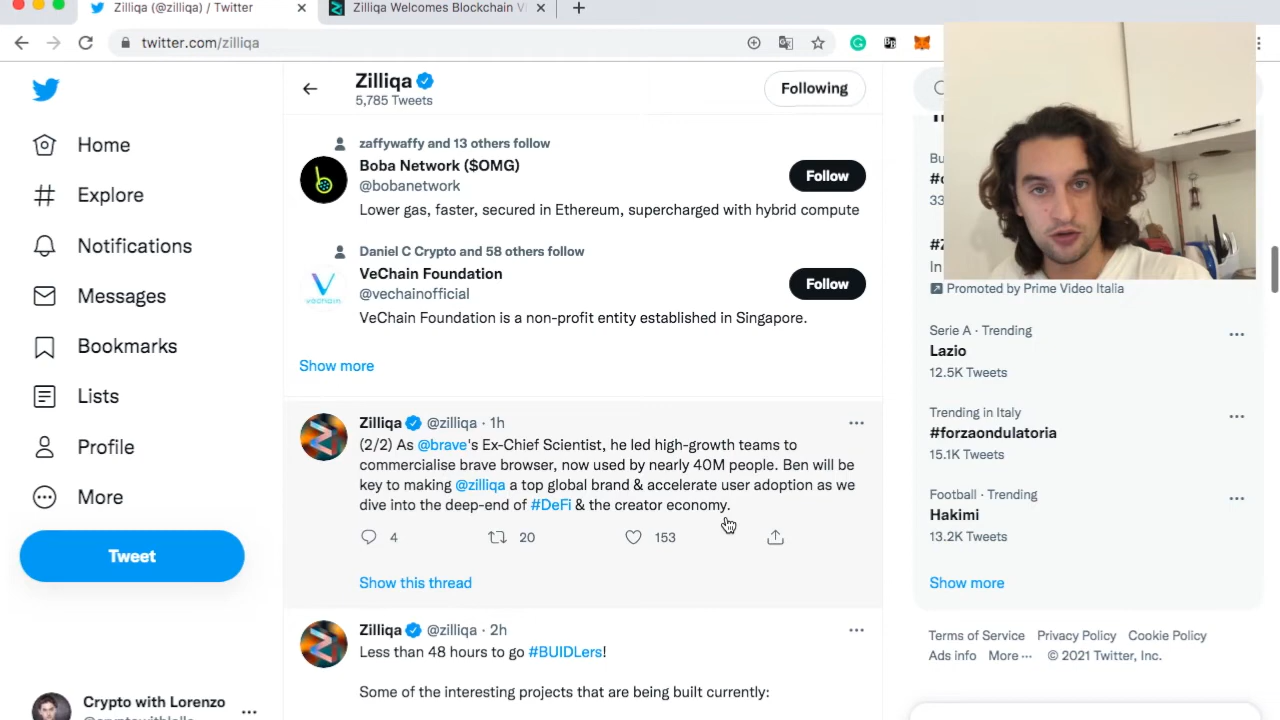 Zilliqa (@zilliqa) / Twitter
Zilliqa Welcomes Blockchain V
twitter.com/zilliqa
Zilliqa
5,785 Tweets
Following
Home
Explore
Notifications
Messages
Bookmarks
Lists
Profile
More
Tweet
Crypto with Lorenzo
zaffywaffy and 13 others follow
Boba Network ($OMG)
@bobanetwork
Follow
Lower gas, faster, secured in Ethereum, supercharged with hybrid compute
Daniel C Crypto and 58 others follow
VeChain Foundation
@vechainofficial
Follow
VeChain Foundation is a non-profit entity established in Singapore.
Show more
Zilliqa @zilliqa · 1h
(2/2) As @brave's Ex-Chief Scientist, he led high-growth teams to
commercialise brave browser, now used by nearly 40M people. Ben will be
key to making @zilliqa a top global brand & accelerate user adoption as we
dive into the deep-end of #DeFi & the creator economy.
4 20 153
Show this thread
Zilliqa @zilliqa · 2h
Less than 48 hours to go #BUIDLers!
Some of the interesting projects that are being built currently:
Promoted by Prime Video Italia
Serie A · Trending
Lazio
12.5K Tweets
Trending in Italy
#forzaondulatoria
15.1K Tweets
Football · Trending
Hakimi
13.2K Tweets
Show more
Terms of Service Privacy Policy Cookie Policy
Ads info More ··· © 2021 Twitter, Inc.